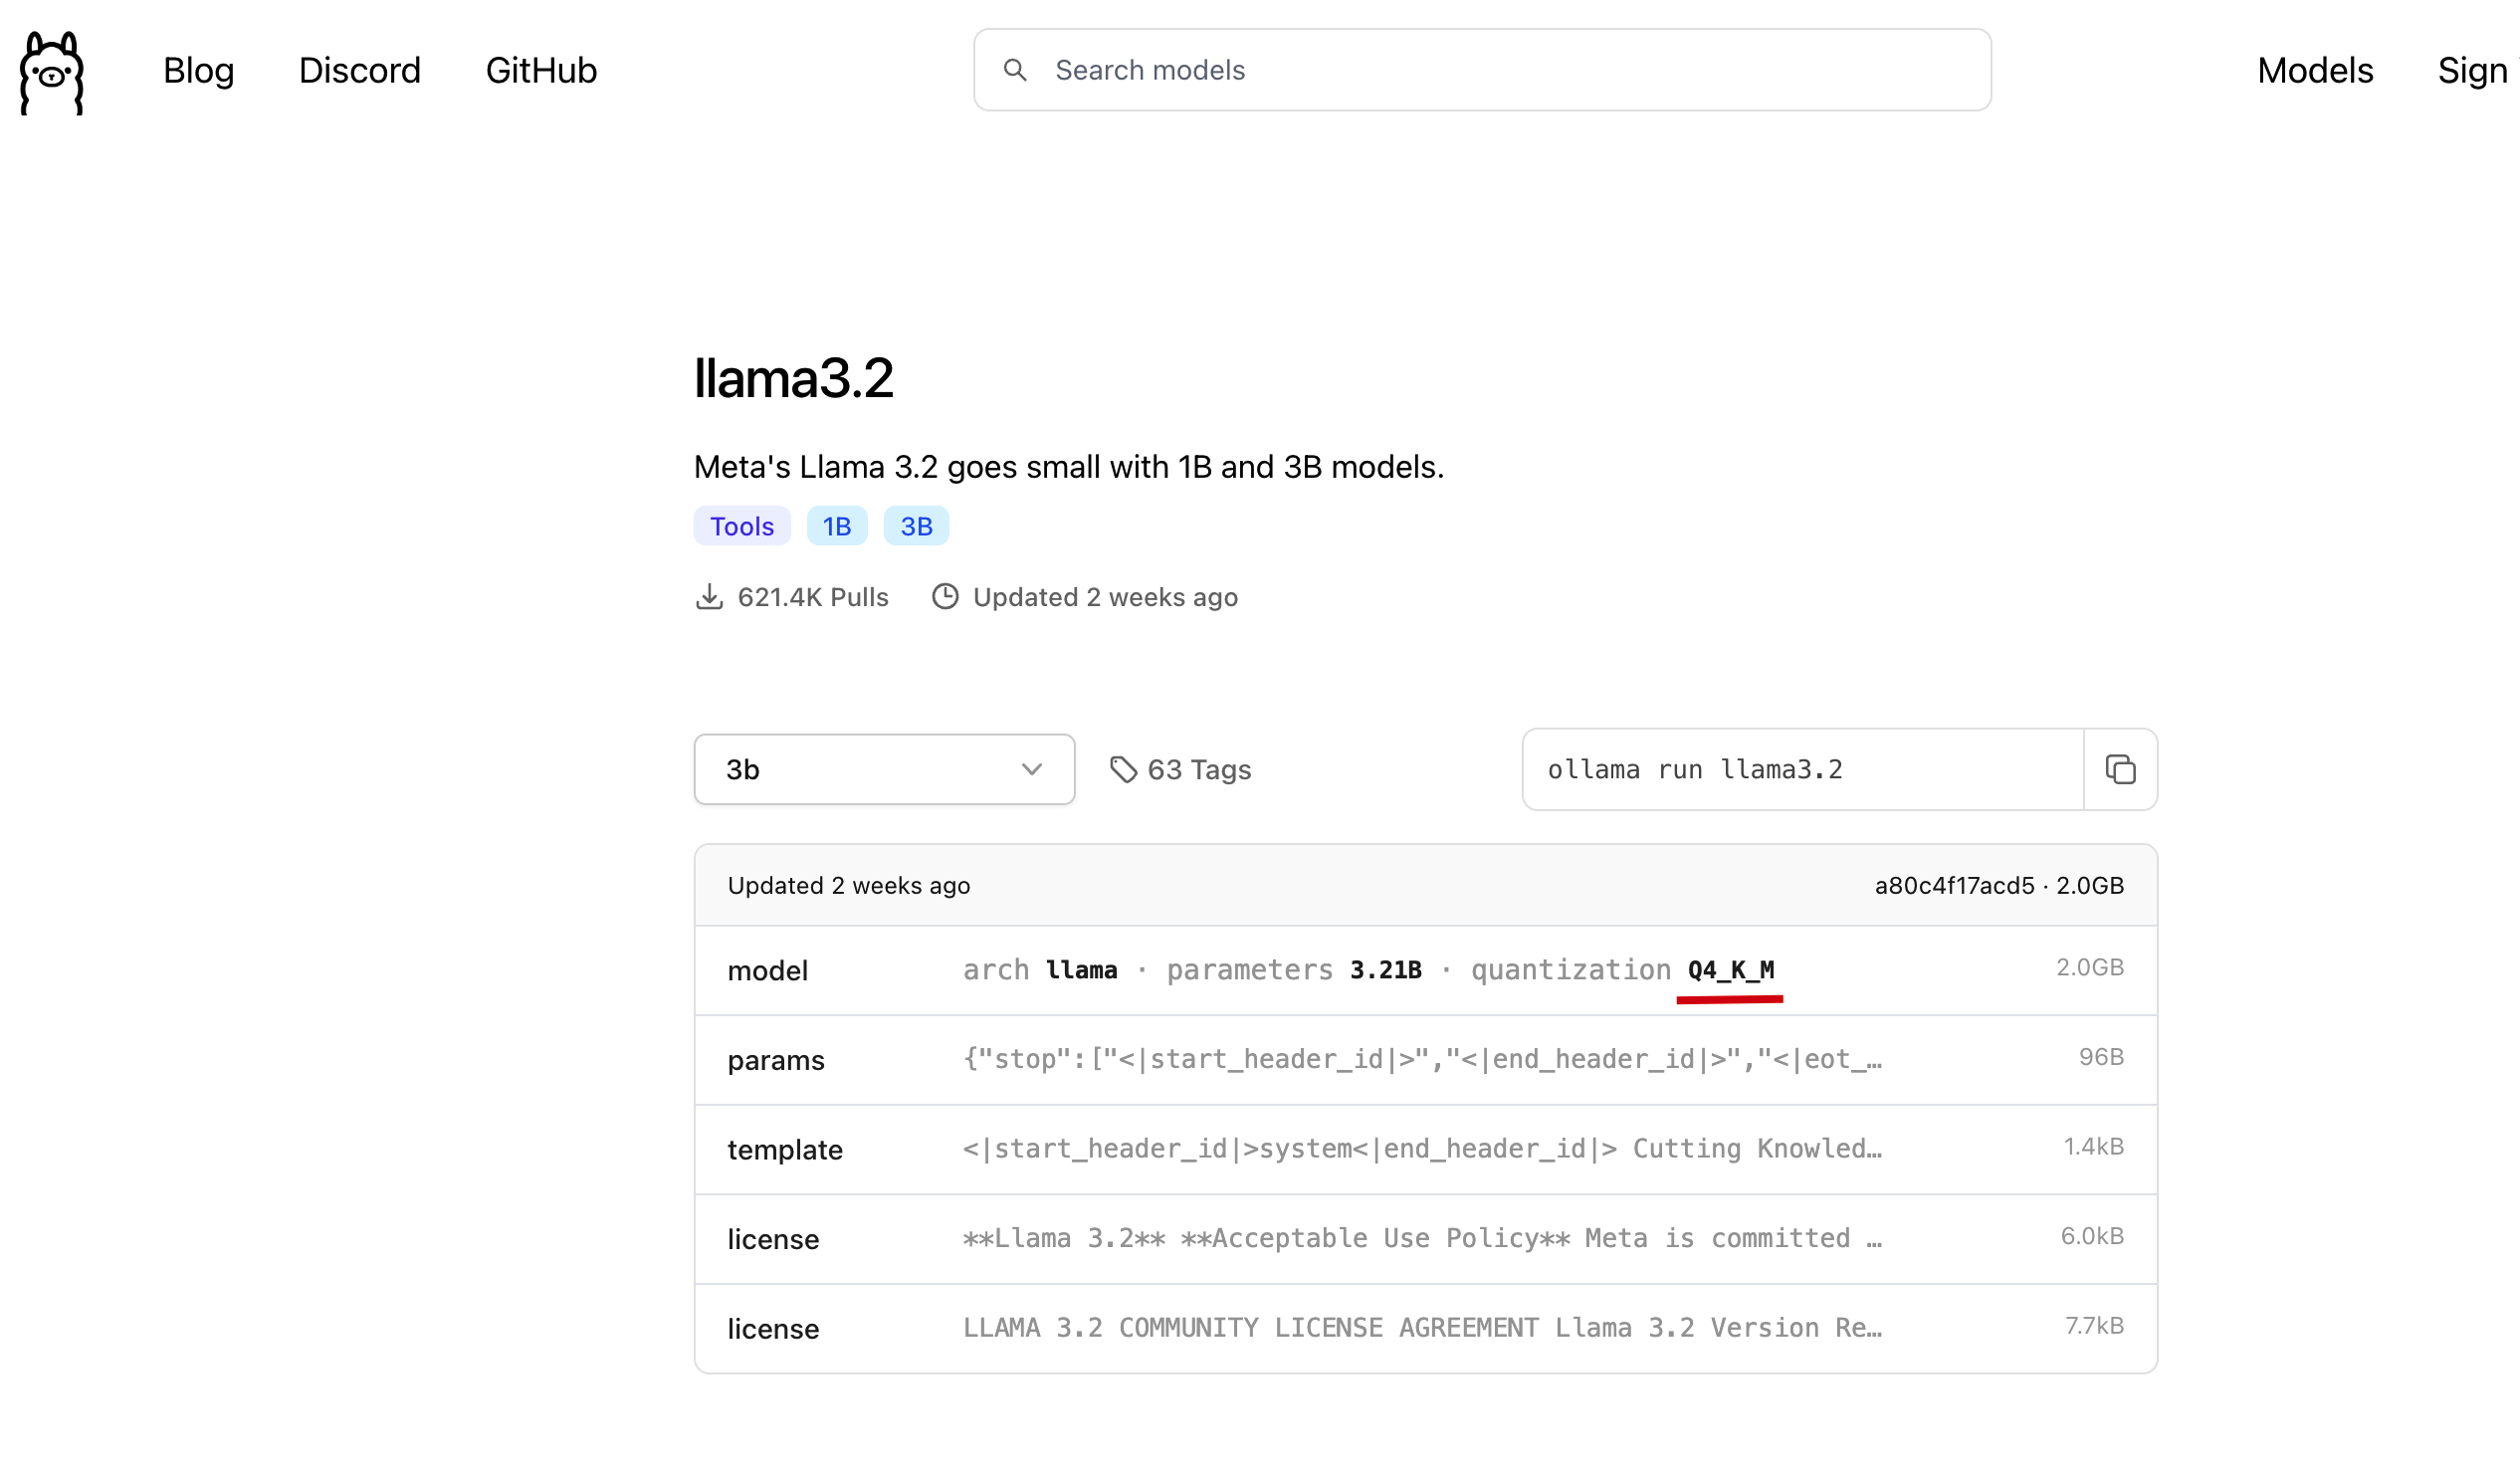 Blog Discord GitHub Search models Models Sign
llama3.2
Meta's Llama 3.2 goes small with 1B and 3B models.
Tools 1B 3B
621.4K Pulls Updated 2 weeks ago
3b 63 Tags ollama run llama3.2
Updated 2 weeks ago a80c4f17acd5 · 2.0GB
model arch llama · parameters 3.21B · quantization Q4_K_M 2.0GB
params {"stop":["<|start_header_id|>","<|end_header_id|>","<|eot_… 96B
template <|start_header_id|>system<|end_header_id|> Cutting Knowled… 1.4kB
license **Llama 3.2** **Acceptable Use Policy** Meta is committed … 6.0kB
license LLAMA 3.2 COMMUNITY LICENSE AGREEMENT Llama 3.2 Version Re… 7.7kB